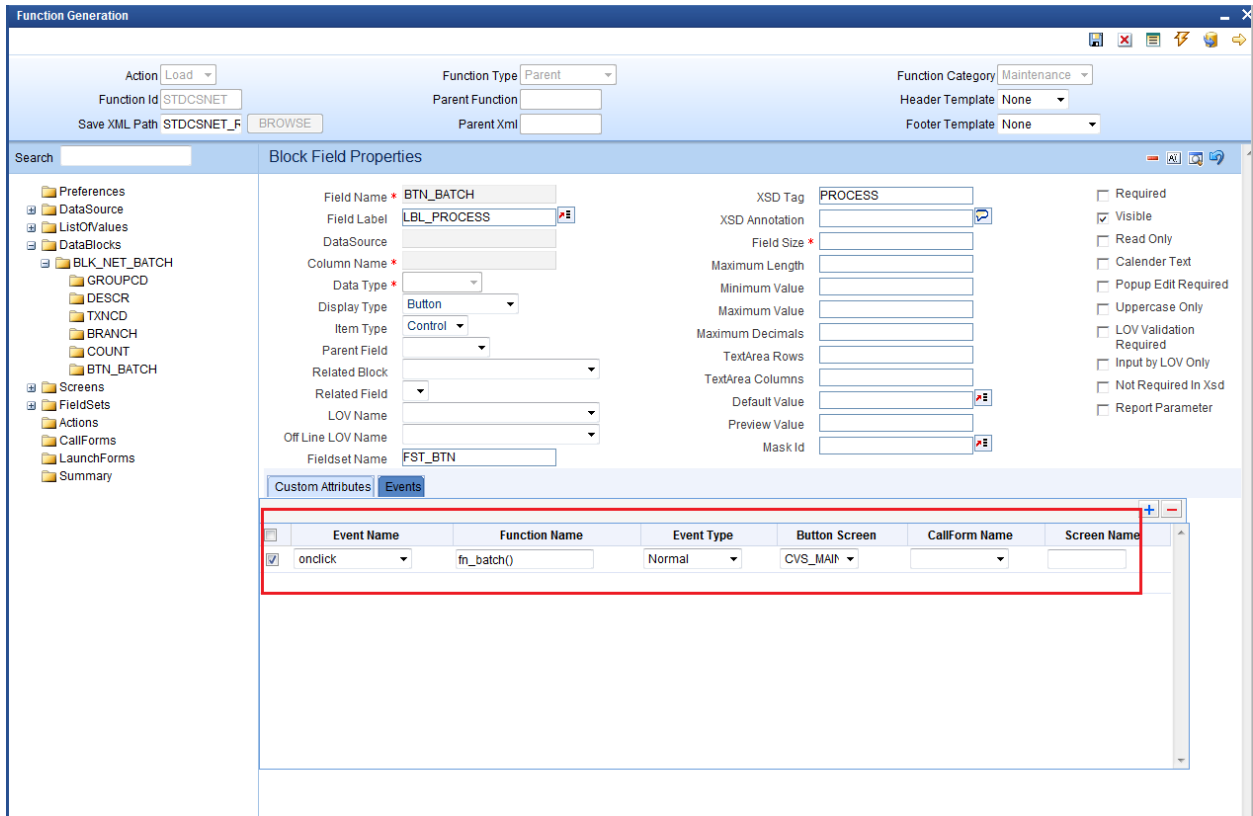 Function Generation
Action Load Function Type Parent Function Category Maintenance
Function Id STDCSNET Parent Function Header Template None
Save XML Path STDCSNET_R BROWSE Parent Xml Footer Template None
Search Block Field Properties
Preferences
DataSource
ListOfValues
DataBlocks
BLK_NET_BATCH
GROUPCD
DESCR
TXNCD
BRANCH
COUNT
BTN_BATCH
Screens
FieldSets
Actions
CallForms
LaunchForms
Summary
Field Name * BTN_BATCH
Field Label LBL_PROCESS
DataSource
Column Name *
Data Type *
Display Type Button
Item Type Control
Parent Field
Related Block
Related Field
LOV Name
Off Line LOV Name
Fieldset Name FST_BTN
XSD Tag PROCESS
XSD Annotation
Field Size *
Maximum Length
Minimum Value
Maximum Value
Maximum Decimals
TextArea Rows
TextArea Columns
Default Value
Preview Value
Mask Id
Required
Visible
Read Only
Calender Text
Popup Edit Required
Uppercase Only
LOV Validation
Required
Input by LOV Only
Not Required In Xsd
Report Parameter
Custom Attributes Events
Event Name Function Name Event Type Button Screen CallForm Name Screen Name
onclick fn_batch() Normal CVS_MAIN